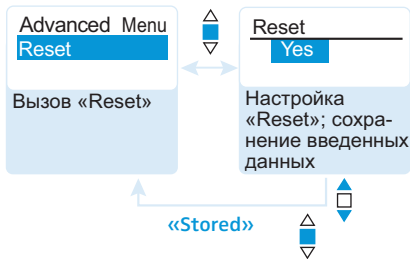 Advanced Menu
Reset
Вызов «Reset»
Reset
Yes
Настройка
«Reset»; сохра-
нение введенных
данных
«Stored»